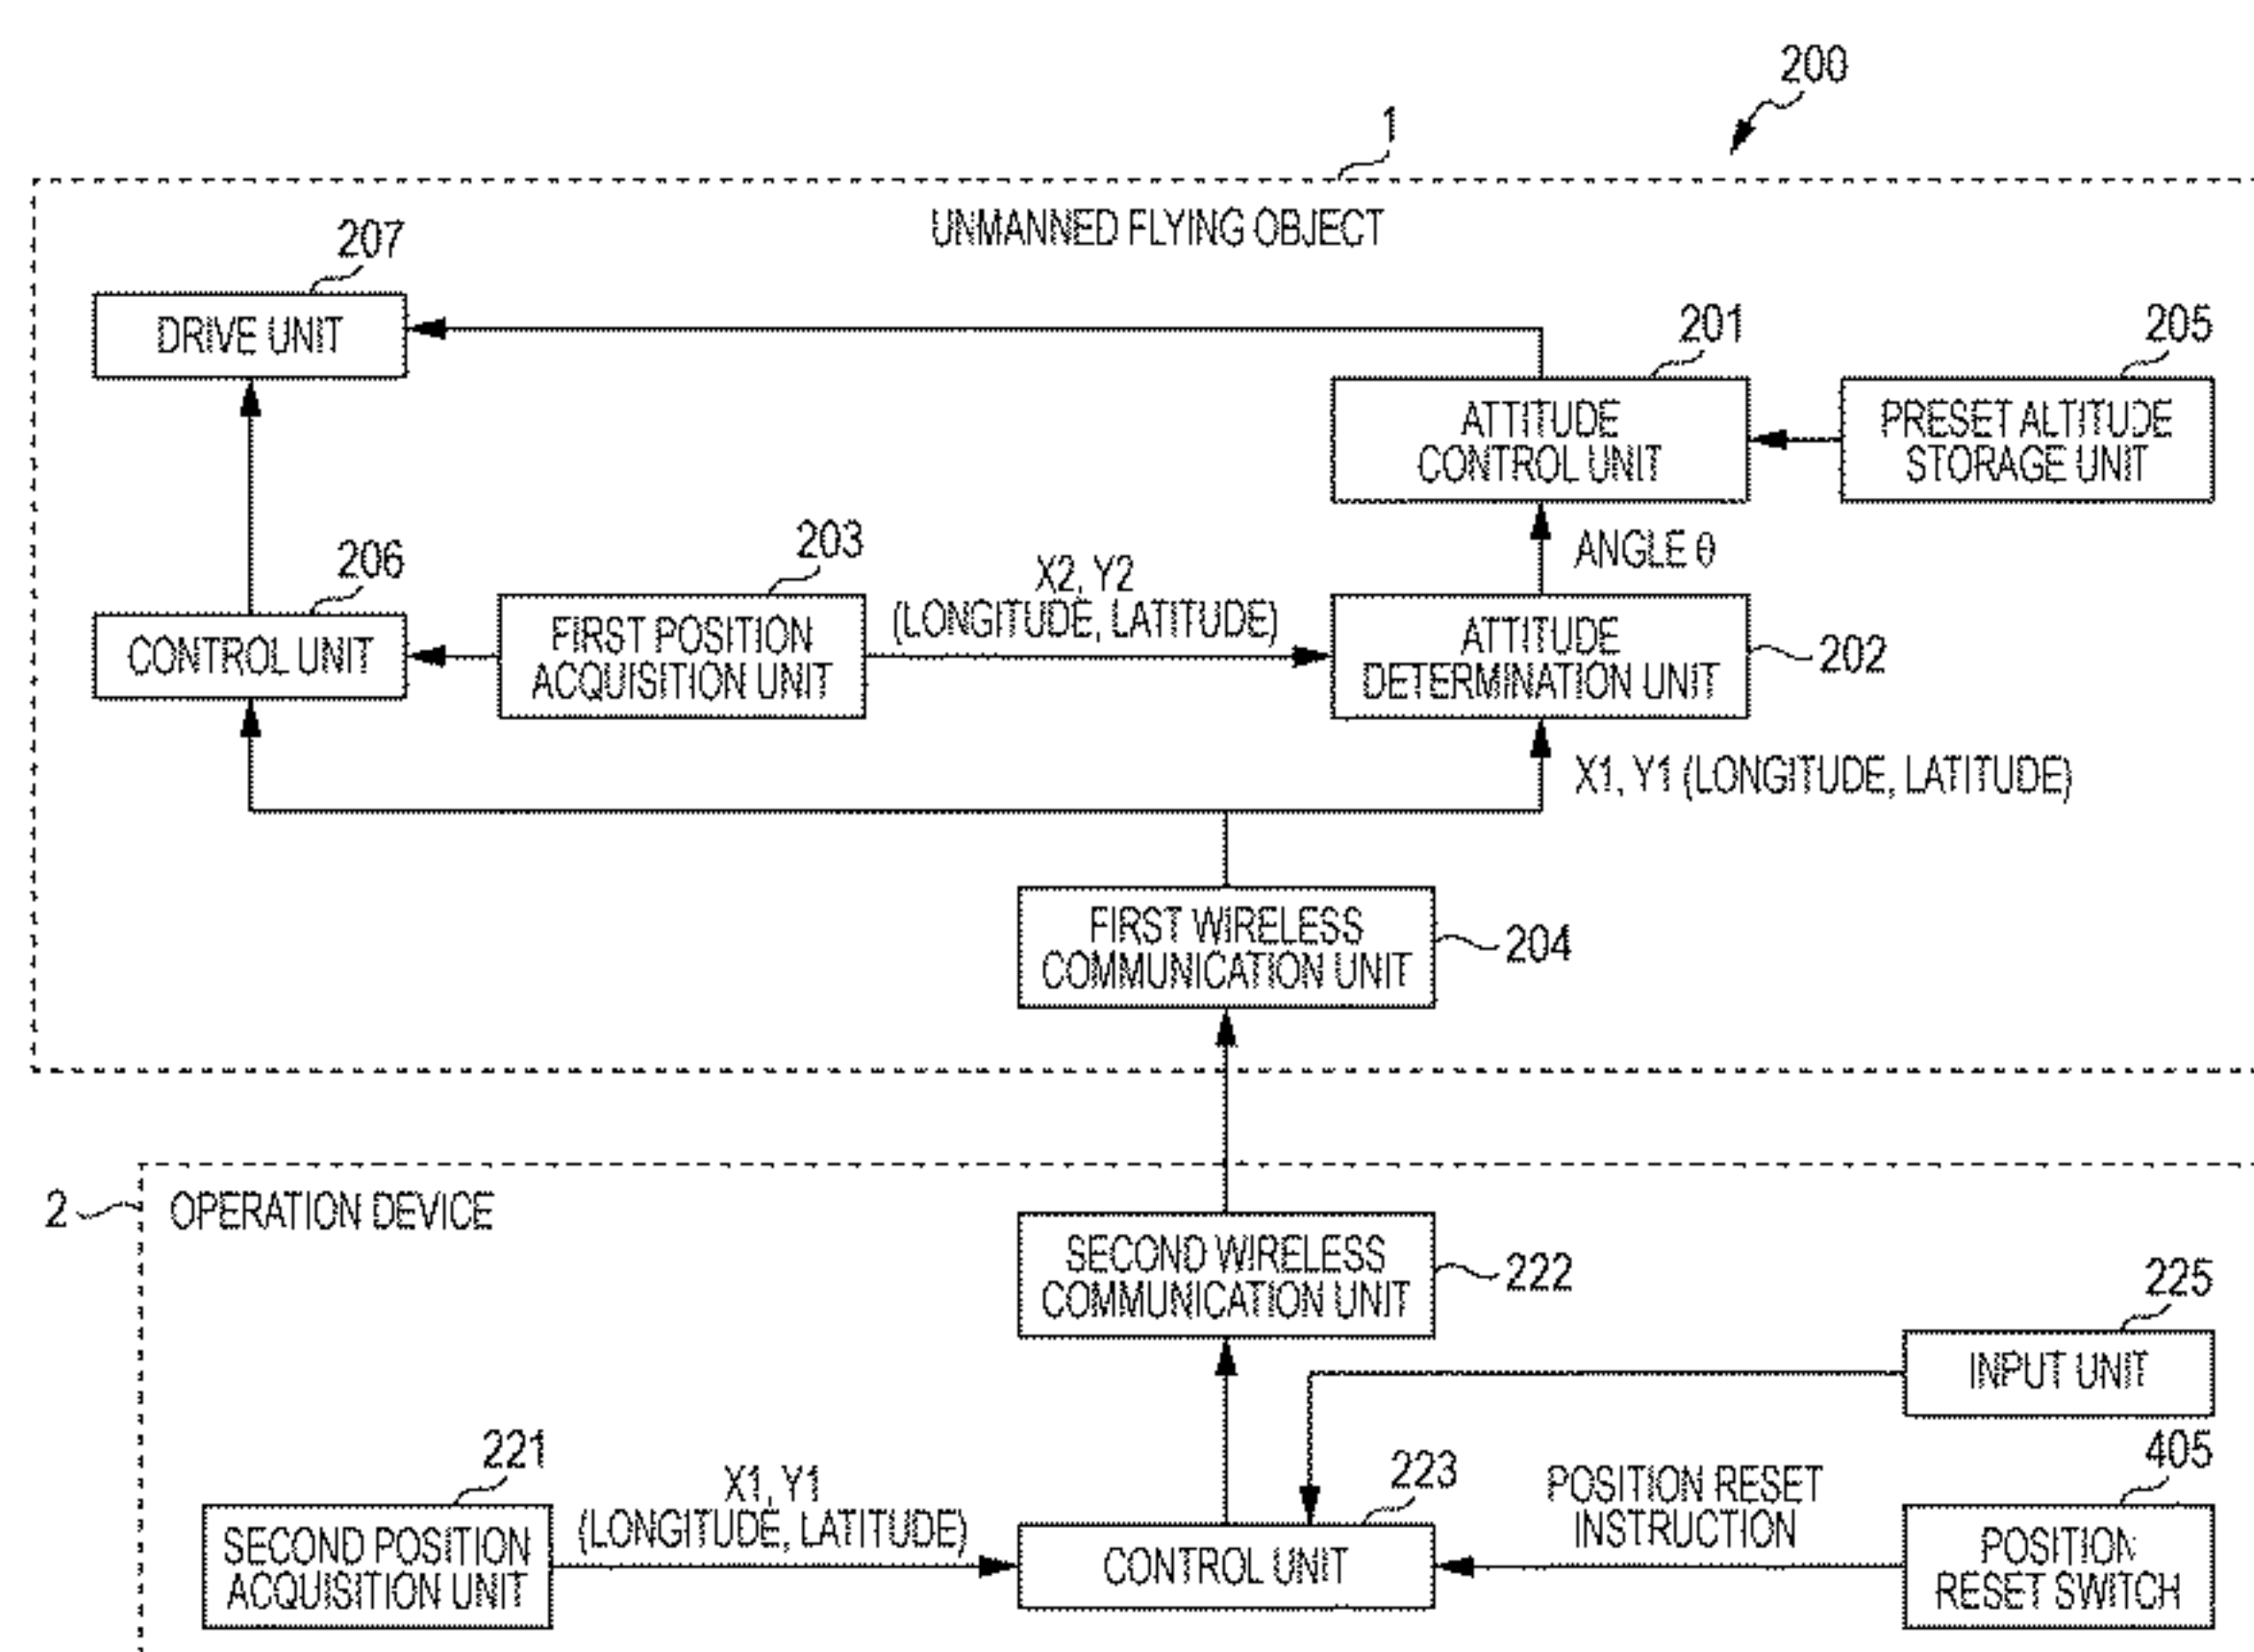 200
1
UNMANNED FLYING OBJECT
207
DRIVE UNIT
201
205
ATTITUDE
CONTROL UNIT
PRESET ALTITUDE
STORAGE UNIT
206
203
X2, Y2
(LONGITUDE, LATITUDE)
ANGLE θ
CONTROL UNIT
FIRST POSITION
ACQUISITION UNIT
ATTITUDE
DETERMINATION UNIT
202
X1, Y1 (LONGITUDE, LATITUDE)
FIRST WIRELESS
COMMUNICATION UNIT
204
2
OPERATION DEVICE
SECOND WIRELESS
COMMUNICATION UNIT
222
225
INPUT UNIT
221
X1, Y1
(LONGITUDE, LATITUDE)
223
POSITION RESET
INSTRUCTION
405
SECOND POSITION
ACQUISITION UNIT
CONTROL UNIT
POSITION
RESET SWITCH